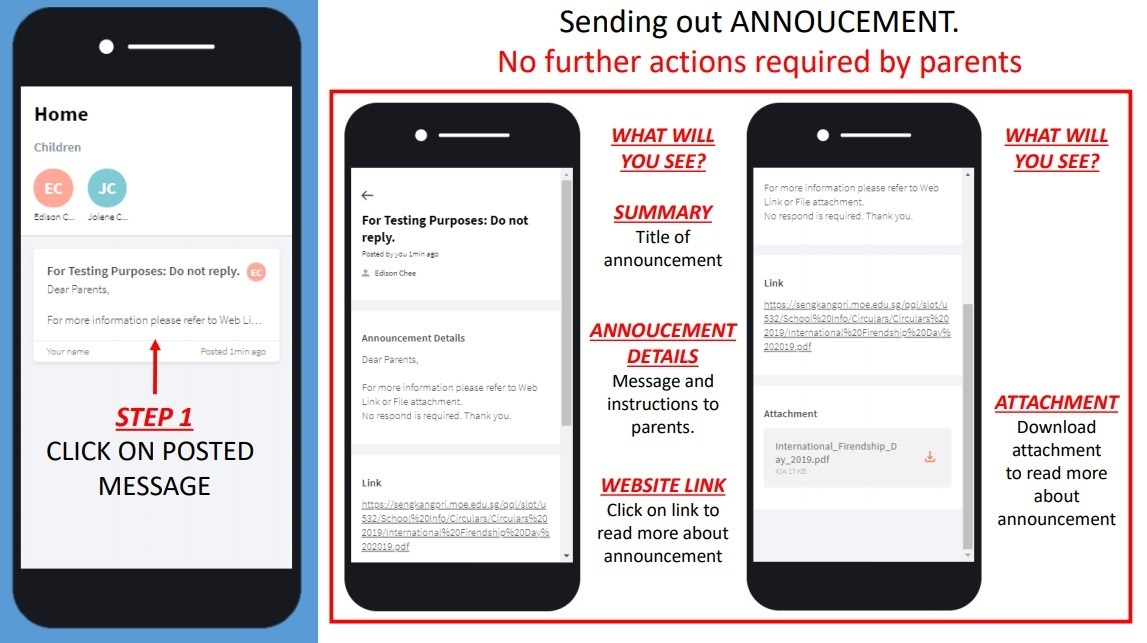 Home
Children
EC
JC
Edison C...
Jolene C...
For Testing Purposes: Do not reply.
EC
Dear Parents,
For more information please refer to Web Li...
Your name
Posted 1min ago
STEP 1
CLICK ON POSTED
MESSAGE
Sending out ANNOUCEMENT.
No further actions required by parents
For Testing Purposes: Do not
reply.
Posted by you 1min ago
Edison Chee
Announcement Details
Dear Parents,
For more information please refer to Web
Link or File attachment.
No respond is required. Thank you.
Link
https://sengkangpri.moe.edu.sg/qql/slot/u
532/School%20Info/Circulars/Circulars%20
2019/International%20Firendship%20Day%
202019.pdf
WHAT WILL
YOU SEE?
SUMMARY
Title of
announcement
ANNOUCEMENT
DETAILS
Message and
instructions to
parents.
WEBSITE LINK
Click on link to
read more about
announcement
For more information please refer to Web
Link or File attachment.
No respond is required. Thank you.
Link
https://sengkangpri.moe.edu.sg/qql/slot/u
532/School%20Info/Circulars/Circulars%20
2019/International%20Firendship%20Day%
202019.pdf
Attachment
International_Firendship_D
ay_2019.pdf
414.17 KB
WHAT WILL
YOU SEE?
ATTACHMENT
Download
attachment
to read more
about
announcement